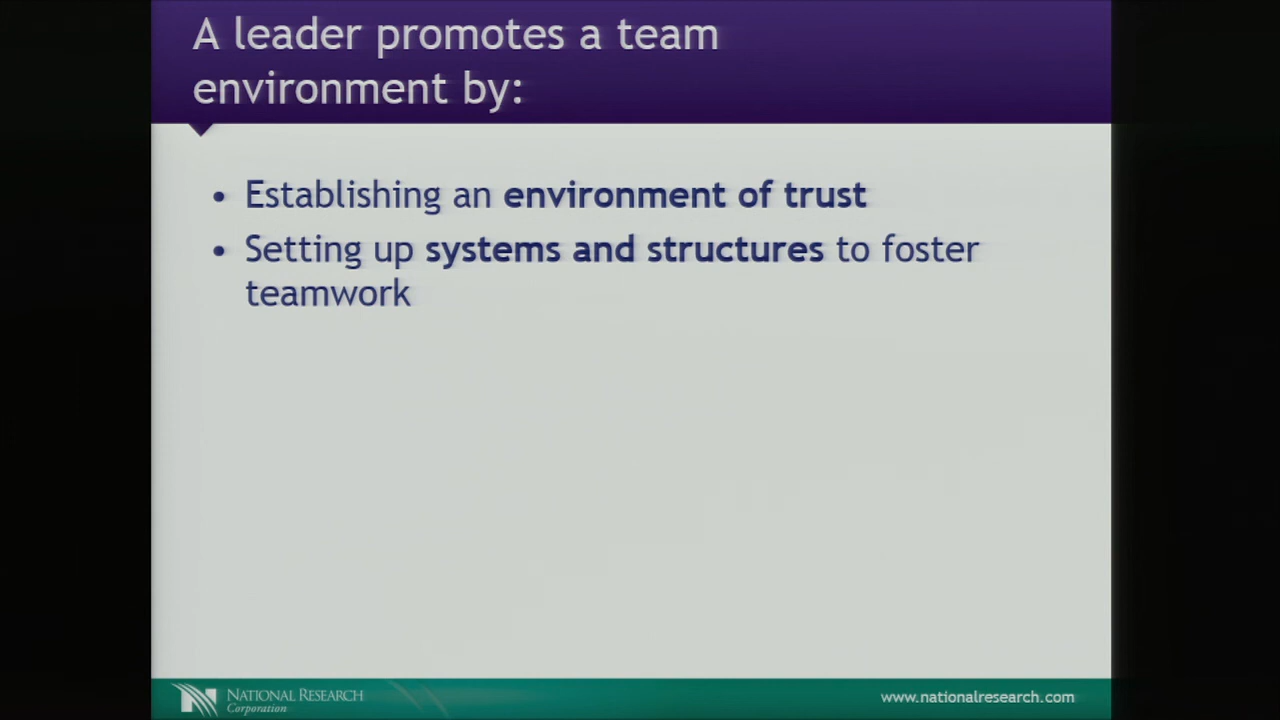 A leader promotes a team
environment by:
• Establishing an environment of trust
• Setting up systems and structures to foster
teamwork
NATIONAL RESEARCH
Corporation
www.nationalresearch.com